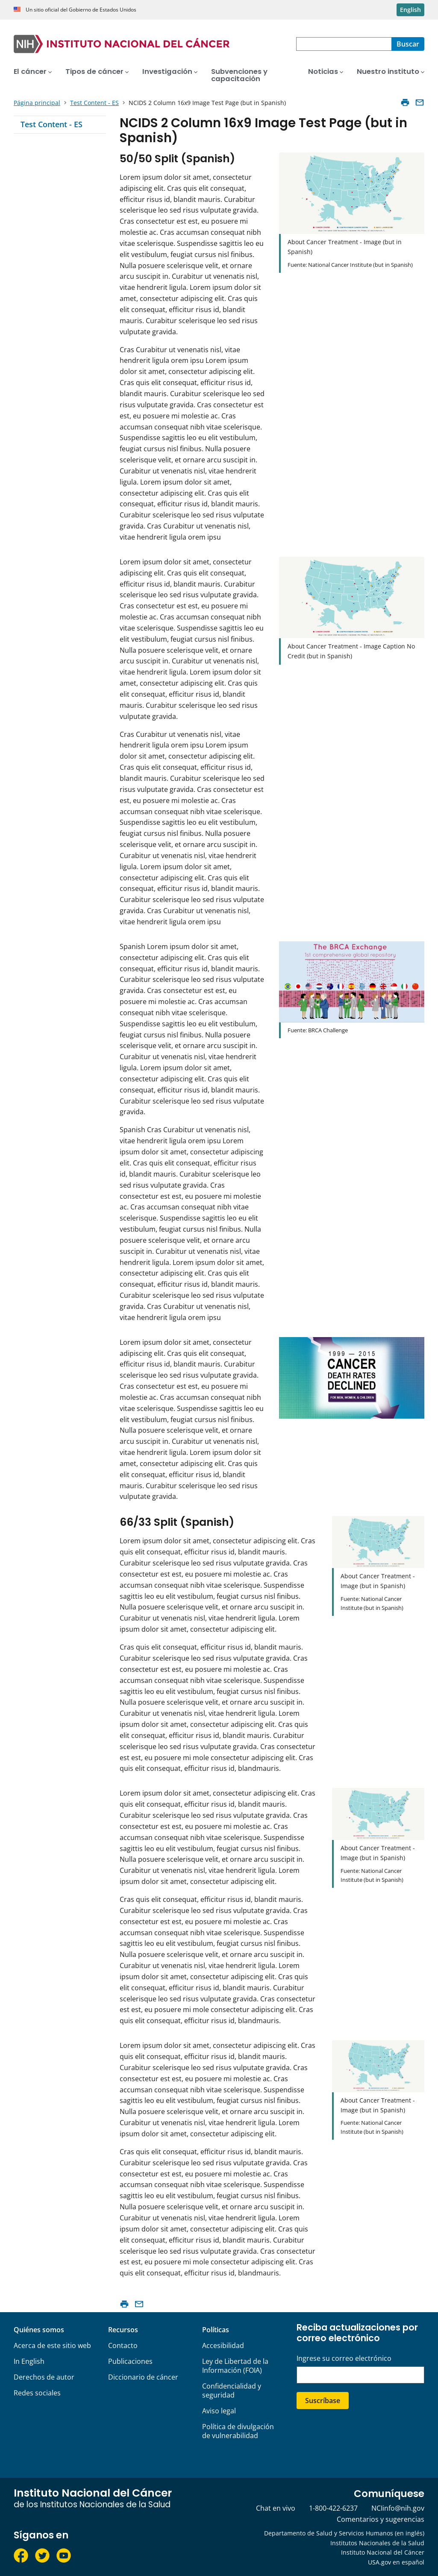 Un sitio oficial del Gobierno de Estados Unidos
English
NIH INSTITUTO NACIONAL DEL CÁNCER
Buscar
El cáncer
Tipos de cáncer
Investigación
Subvenciones y capacitación
Noticias
Nuestro instituto
Página principal
Test Content - ES
NCIDS 2 Column 16x9 Image Test Page (but in Spanish)
Test Content - ES
NCIDS 2 Column 16x9 Image Test Page (but in
Spanish)
50/50 Split (Spanish)
Lorem ipsum dolor sit amet, consectetur
adipiscing elit. Cras quis elit consequat,
efficitur risus id, blandit mauris. Curabitur
scelerisque leo sed risus vulputate gravida.
Cras consectetur est est, eu posuere mi
molestie ac. Cras accumsan consequat nibh
vitae scelerisque. Suspendisse sagittis leo eu
elit vestibulum, feugiat cursus nisl finibus.
Nulla posuere scelerisque velit, et ornare
arcu suscipit in. Curabitur ut venenatis nisl,
vitae hendrerit ligula. Lorem ipsum dolor sit
amet, consectetur adipiscing elit. Cras quis
elit consequat, efficitur risus id, blandit
mauris. Curabitur scelerisque leo sed risus
vulputate gravida.
Cras Curabitur ut venenatis nisl, vitae
hendrerit ligula orem ipsu Lorem ipsum
dolor sit amet, consectetur adipiscing elit.
Cras quis elit consequat, efficitur risus id,
blandit mauris. Curabitur scelerisque leo sed
risus vulputate gravida. Cras consectetur est
est, eu posuere mi molestie ac. Cras
accumsan consequat nibh vitae scelerisque.
Suspendisse sagittis leo eu elit vestibulum,
feugiat cursus nisl finibus. Nulla posuere
scelerisque velit, et ornare arcu suscipit in.
Curabitur ut venenatis nisl, vitae hendrerit
ligula. Lorem ipsum dolor sit amet,
consectetur adipiscing elit. Cras quis elit
consequat, efficitur risus id, blandit mauris.
Curabitur scelerisque leo sed risus vulputate
gravida. Cras Curabitur ut venenatis nisl,
vitae hendrerit ligula orem ipsu
About Cancer Treatment - Image (but in
Spanish)
Fuente: National Cancer Institute (but in Spanish)
Lorem ipsum dolor sit amet, consectetur
adipiscing elit. Cras quis elit consequat,
efficitur risus id, blandit mauris. Curabitur
scelerisque leo sed risus vulputate gravida.
Cras consectetur est est, eu posuere mi
molestie ac. Cras accumsan consequat nibh
vitae scelerisque. Suspendisse sagittis leo eu
elit vestibulum, feugiat cursus nisl finibus.
Nulla posuere scelerisque velit, et ornare
arcu suscipit in. Curabitur ut venenatis nisl,
vitae hendrerit ligula. Lorem ipsum dolor sit
amet, consectetur adipiscing elit. Cras quis
elit consequat, efficitur risus id, blandit
mauris. Curabitur scelerisque leo sed risus
vulputate gravida.
Cras Curabitur ut venenatis nisl, vitae
hendrerit ligula orem ipsu Lorem ipsum
dolor sit amet, consectetur adipiscing elit.
Cras quis elit consequat, efficitur risus id,
blandit mauris. Curabitur scelerisque leo sed
risus vulputate gravida. Cras consectetur
est est, eu posuere mi molestie ac. Cras
accumsan consequat nibh vitae scelerisque.
Suspendisse sagittis leo eu elit vestibulum,
feugiat cursus nisl finibus. Nulla posuere
scelerisque velit, et ornare arcu suscipit in.
Curabitur ut venenatis nisl, vitae hendrerit
ligula. Lorem ipsum dolor sit amet,
consectetur adipiscing elit. Cras quis elit
consequat, efficitur risus id, blandit mauris.
Curabitur scelerisque leo sed risus vulputate
gravida. Cras Curabitur ut venenatis nisl,
vitae hendrerit ligula orem ipsu
About Cancer Treatment - Image Caption No
Credit (but in Spanish)
Spanish Lorem ipsum dolor sit amet,
consectetur adipiscing elit. Cras quis elit
consequat, efficitur risus id, blandit mauris.
Curabitur scelerisque leo sed risus vulputate
gravida. Cras consectetur est est, eu
posuere mi molestie ac. Cras accumsan
consequat nibh vitae scelerisque.
Suspendisse sagittis leo eu elit vestibulum,
feugiat cursus nisl finibus. Nulla posuere
scelerisque velit, et ornare arcu suscipit in.
Curabitur ut venenatis nisl, vitae hendrerit
ligula. Lorem ipsum dolor sit amet,
consectetur adipiscing elit. Cras quis elit
consequat, efficitur risus id, blandit mauris.
Curabitur scelerisque leo sed risus vulputate
gravida.
Spanish Cras Curabitur ut venenatis nisl,
vitae hendrerit ligula orem ipsu Lorem
ipsum dolor sit amet, consectetur adipiscing
elit. Cras quis elit consequat, efficitur risus
id, blandit mauris. Curabitur scelerisque leo
sed risus vulputate gravida. Cras
consectetur est est, eu posuere mi molestie
ac. Cras accumsan consequat nibh vitae
scelerisque. Suspendisse sagittis leo eu elit
vestibulum, feugiat cursus nisl finibus. Nulla
posuere scelerisque velit, et ornare arcu
suscipit in. Curabitur ut venenatis nisl, vitae
hendrerit ligula. Lorem ipsum dolor sit amet,
consectetur adipiscing elit. Cras quis elit
consequat, efficitur risus id, blandit mauris.
Curabitur scelerisque leo sed risus vulputate
gravida. Cras Curabitur ut venenatis nisl,
vitae hendrerit ligula orem ipsu
The BRCA Exchange
1st comprehensive global repository
Fuente: BRCA Challenge
Lorem ipsum dolor sit amet, consectetur
adipiscing elit. Cras quis elit consequat,
efficitur risus id, blandit mauris. Curabitur
scelerisque leo sed risus vulputate gravida.
Cras consectetur est est, eu posuere mi
molestie ac. Cras accumsan consequat nibh
vitae scelerisque. Suspendisse sagittis leo eu
elit vestibulum, feugiat cursus nisl finibus.
Nulla posuere scelerisque velit, et ornare
arcu suscipit in. Curabitur ut venenatis nisl,
vitae hendrerit ligula. Lorem ipsum dolor sit
amet, consectetur adipiscing elit. Cras quis
elit consequat, efficitur risus id, blandit
mauris. Curabitur scelerisque leo sed risus
vulputate gravida.
1999 — 2015
CANCER
DEATH RATES
DECLINED
FOR MEN, WOMEN & CHILDREN
66/33 Split (Spanish)
Lorem ipsum dolor sit amet, consectetur adipiscing elit. Cras
quis elit consequat, efficitur risus id, blandit mauris.
Curabitur scelerisque leo sed risus vulputate gravida. Cras
consectetur est est, eu posuere mi molestie ac. Cras
accumsan consequat nibh vitae scelerisque. Suspendisse
sagittis leo eu elit vestibulum, feugiat cursus nisl finibus.
Nulla posuere scelerisque velit, et ornare arcu suscipit in.
Curabitur ut venenatis nisl, vitae hendrerit ligula. Lorem
ipsum dolor sit amet, consectetur adipiscing elit.
Cras quis elit consequat, efficitur risus id, blandit mauris.
Curabitur scelerisque leo sed risus vulputate gravida. Cras
consectetur est est, eu posuere mi molestie ac. Cras
accumsan consequat nibh vitae scelerisque. Suspendisse
sagittis leo eu elit vestibulum, feugiat cursus nisl finibus.
Nulla posuere scelerisque velit, et ornare arcu suscipit in.
Curabitur ut venenatis nisl, vitae hendrerit ligula. Lorem
ipsum dolor sit amet, consectetur adipiscing elit. Cras quis
elit consequat, efficitur risus id, blandit mauris. Curabitur
scelerisque leo sed risus vulputate gravida. Cras consectetur
est est, eu posuere mi mole consectetur adipiscing elit. Cras
quis elit consequat, efficitur risus id, blandmauris.
About Cancer Treatment -
Image (but in Spanish)
Fuente: National Cancer
Institute (but in Spanish)
Lorem ipsum dolor sit amet, consectetur adipiscing elit. Cras
quis elit consequat, efficitur risus id, blandit mauris.
Curabitur scelerisque leo sed risus vulputate gravida. Cras
consectetur est est, eu posuere mi molestie ac. Cras
accumsan consequat nibh vitae scelerisque. Suspendisse
sagittis leo eu elit vestibulum, feugiat cursus nisl finibus.
Nulla posuere scelerisque velit, et ornare arcu suscipit in.
Curabitur ut venenatis nisl, vitae hendrerit ligula. Lorem
ipsum dolor sit amet, consectetur adipiscing elit.
Cras quis elit consequat, efficitur risus id, blandit mauris.
Curabitur scelerisque leo sed risus vulputate gravida. Cras
consectetur est est, eu posuere mi molestie ac. Cras
accumsan consequat nibh vitae scelerisque. Suspendisse
sagittis leo eu elit vestibulum, feugiat cursus nisl finibus.
Nulla posuere scelerisque velit, et ornare arcu suscipit in.
Curabitur ut venenatis nisl, vitae hendrerit ligula. Lorem
ipsum dolor sit amet, consectetur adipiscing elit. Cras quis
elit consequat, efficitur risus id, blandit mauris. Curabitur
scelerisque leo sed risus vulputate gravida. Cras consectetur
est est, eu posuere mi mole consectetur adipiscing elit. Cras
quis elit consequat, efficitur risus id, blandmauris.
About Cancer Treatment -
Image (but in Spanish)
Fuente: National Cancer
Institute (but in Spanish)
Lorem ipsum dolor sit amet, consectetur adipiscing elit. Cras
quis elit consequat, efficitur risus id, blandit mauris.
Curabitur scelerisque leo sed risus vulputate gravida. Cras
consectetur est est, eu posuere mi molestie ac. Cras
accumsan consequat nibh vitae scelerisque. Suspendisse
sagittis leo eu elit vestibulum, feugiat cursus nisl finibus.
Nulla posuere scelerisque velit, et ornare arcu suscipit in.
Curabitur ut venenatis nisl, vitae hendrerit ligula. Lorem
ipsum dolor sit amet, consectetur adipiscing elit.
Cras quis elit consequat, efficitur risus id, blandit mauris.
Curabitur scelerisque leo sed risus vulputate gravida. Cras
consectetur est est, eu posuere mi molestie ac. Cras
accumsan consequat nibh vitae scelerisque. Suspendisse
sagittis leo eu elit vestibulum, feugiat cursus nisl finibus.
Nulla posuere scelerisque velit, et ornare arcu suscipit in.
Curabitur ut venenatis nisl, vitae hendrerit ligula. Lorem
ipsum dolor sit amet, consectetur adipiscing elit. Cras quis
elit consequat, efficitur risus id, blandit mauris. Curabitur
scelerisque leo sed risus vulputate gravida. Cras consectetur
est est, eu posuere mi mole consectetur adipiscing elit. Cras
quis elit consequat, efficitur risus id, blandmauris.
About Cancer Treatment -
Image (but in Spanish)
Fuente: National Cancer
Institute (but in Spanish)
Quiénes somos
Acerca de este sitio web
In English
Derechos de autor
Redes sociales
Recursos
Contacto
Publicaciones
Diccionario de cáncer
Políticas
Accesibilidad
Ley de Libertad de
Información (FOIA)
Confidencialidad y
seguridad
Aviso legal
Política de divulgación
de vulnerabilidad
Reciba actualizaciones por
correo electrónico
Ingrese su correo electrónico
Suscríbase
Instituto Nacional del Cáncer
de los Institutos Nacionales de la Salud
Síganos en
Comuníquese
Chat en vivo
1-800-422-6237
NCIinfo@nih.gov
Comentarios y sugerencias
Departamento de Salud y Servicios Humanos (en inglés)
Institutos Nacionales de la Salud
Instituto Nacional del Cáncer
USA.gov en español